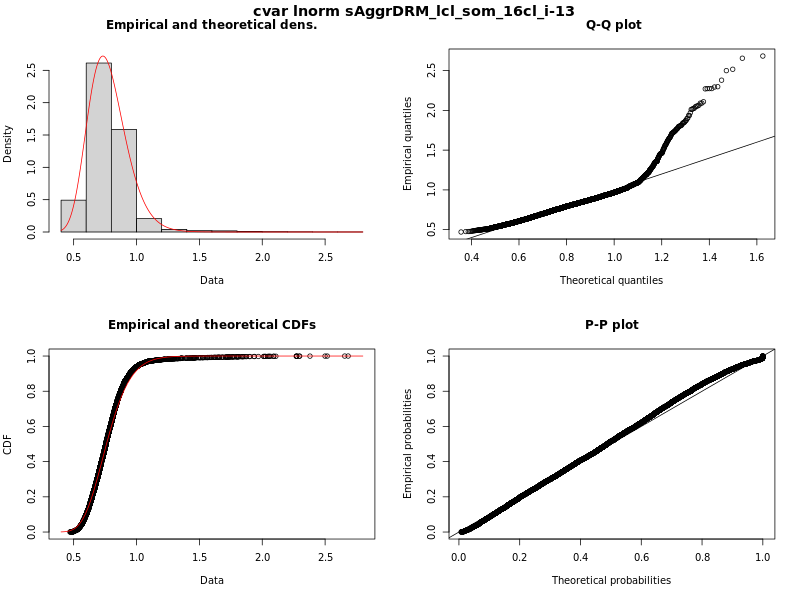 cvar lnorm sAggrDRM_lcl_som_16cl_i-13
Empirical and theoretical dens.
Density
0.0 0.5 1.0 1.5 2.0 2.5
0.5 1.0 1.5 2.0 2.5
Data
Q-Q plot
Empirical quantiles
0.5 1.0 1.5 2.0 2.5
0.4 0.6 0.8 1.0 1.2 1.4 1.6
Theoretical quantiles
Empirical and theoretical CDFs
CDF
0.0 0.2 0.4 0.6 0.8 1.0
0.5 1.0 1.5 2.0 2.5
Data
P-P plot
Empirical probabilities
0.0 0.2 0.4 0.6 0.8 1.0
0.0 0.2 0.4 0.6 0.8 1.0
Theoretical probabilities